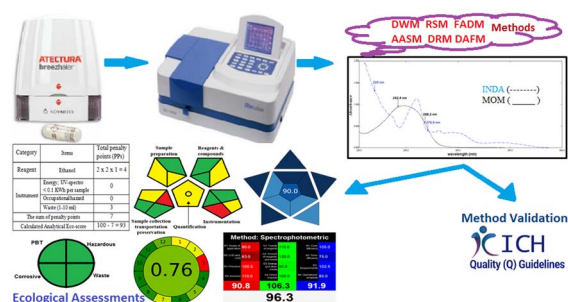 DWM RSM FADM Methods
AASM DRM DAFM
ATECTURA
breezhaler
NOVARTIS
INDA (-------)
MOM (____)
wavelength (nm)
Category Items Total penalty points (PPs)
Reagent Ethanol 2 x 2 x 1 = 4
Instrument Energy: UV-spectro < 0.1 KWh per sample 0
Occupational hazard 0
Waste (1-10 ml) 3
The sum of penalty points 7
Calculated Analytical Eco-score 100 - 7 = 93
Sample preparation
Reagents & compounds
Sample collection transportation preservation
Quantification
Instrumentation
90.0
Method Validation
ICH
Quality (Q) Guidelines
PBT
Hazardous
Corrosive
Waste
0.76
Method: Spectrophotometric
90.8 106.3 91.9
96.3
Ecological Assessments